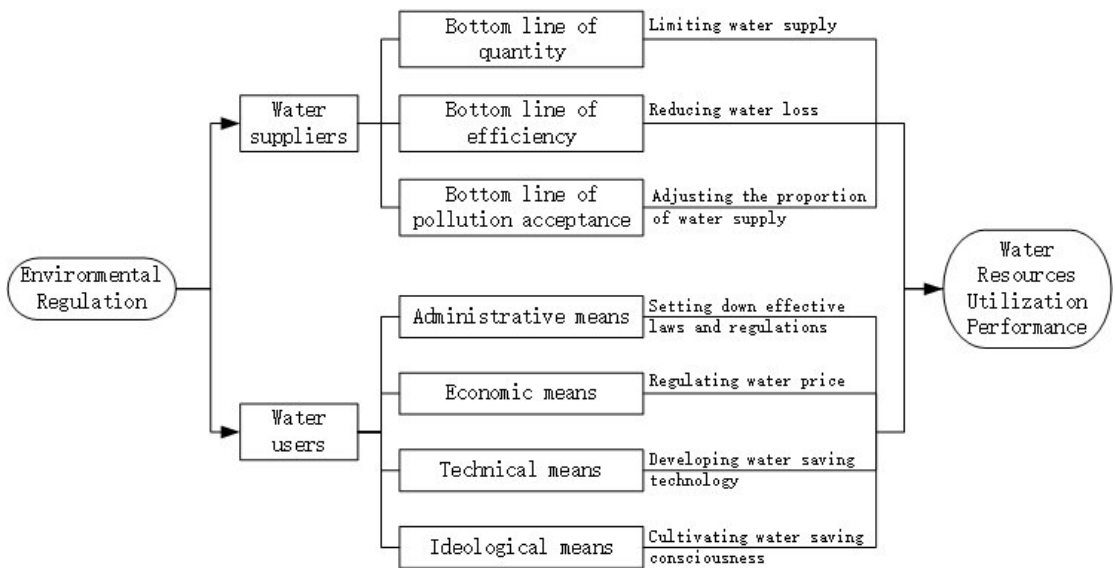 Environmental
Regulation
Water
suppliers
Bottom line of
quantity
Limiting water supply
Bottom line of
efficiency
Reducing water loss
Bottom line of
pollution acceptance
Adjusting the proportion
of water supply
Water
users
Administrative means
Setting down effective
laws and regulations
Economic means
Regulating water price
Technical means
Developing water saving
technology
Ideological means
Cultivating water saving
consciousness
Water
Resources
Utilization
Performance